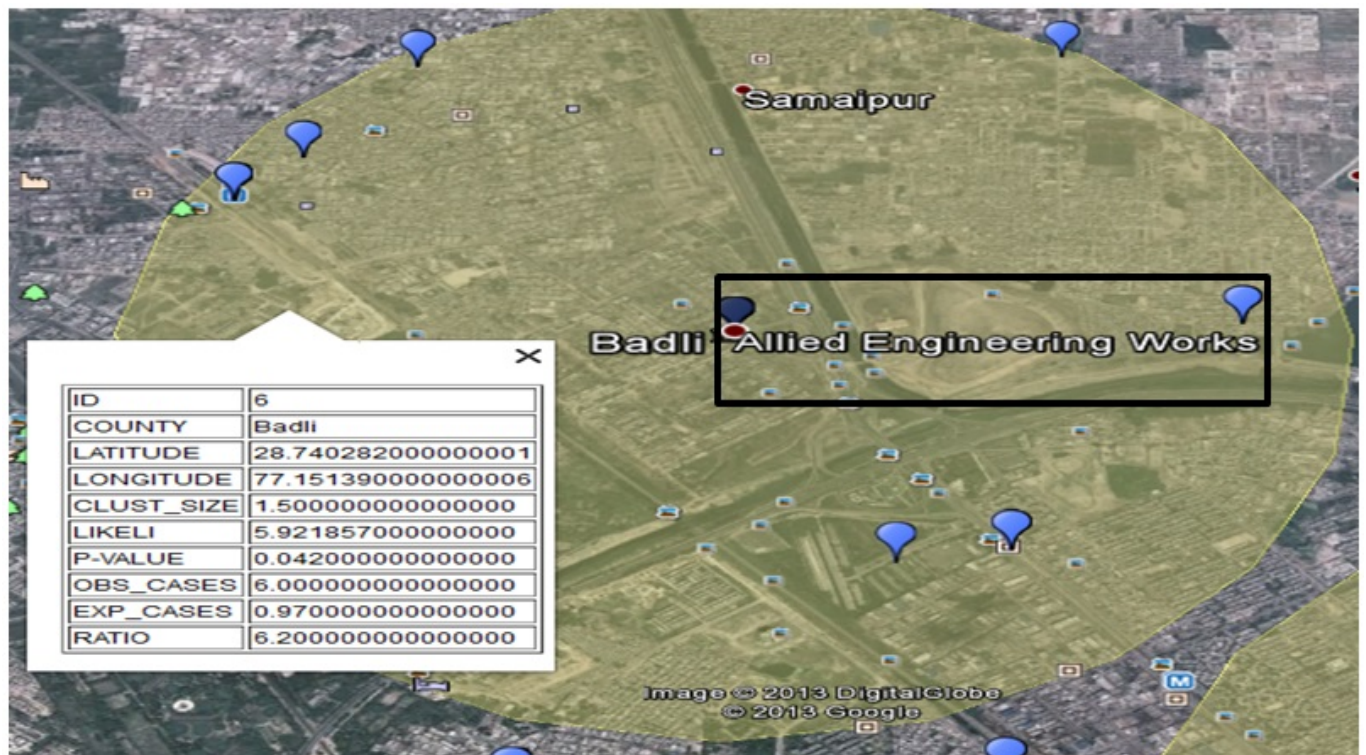 Samaipur
Badli Allied Engineering Works
ID 6
COUNTY Badli
LATITUDE 28.740282000000001
LONGITUDE 77.151390000000006
CLUST_SIZE 1.500000000000000
LIKELI 5.921857000000000
P-VALUE 0.042000000000000
OBS_CASES 6.000000000000000
EXP_CASES 0.970000000000000
RATIO 6.200000000000000
M
Image © 2013 DigitalGlobe
© 2013 Google